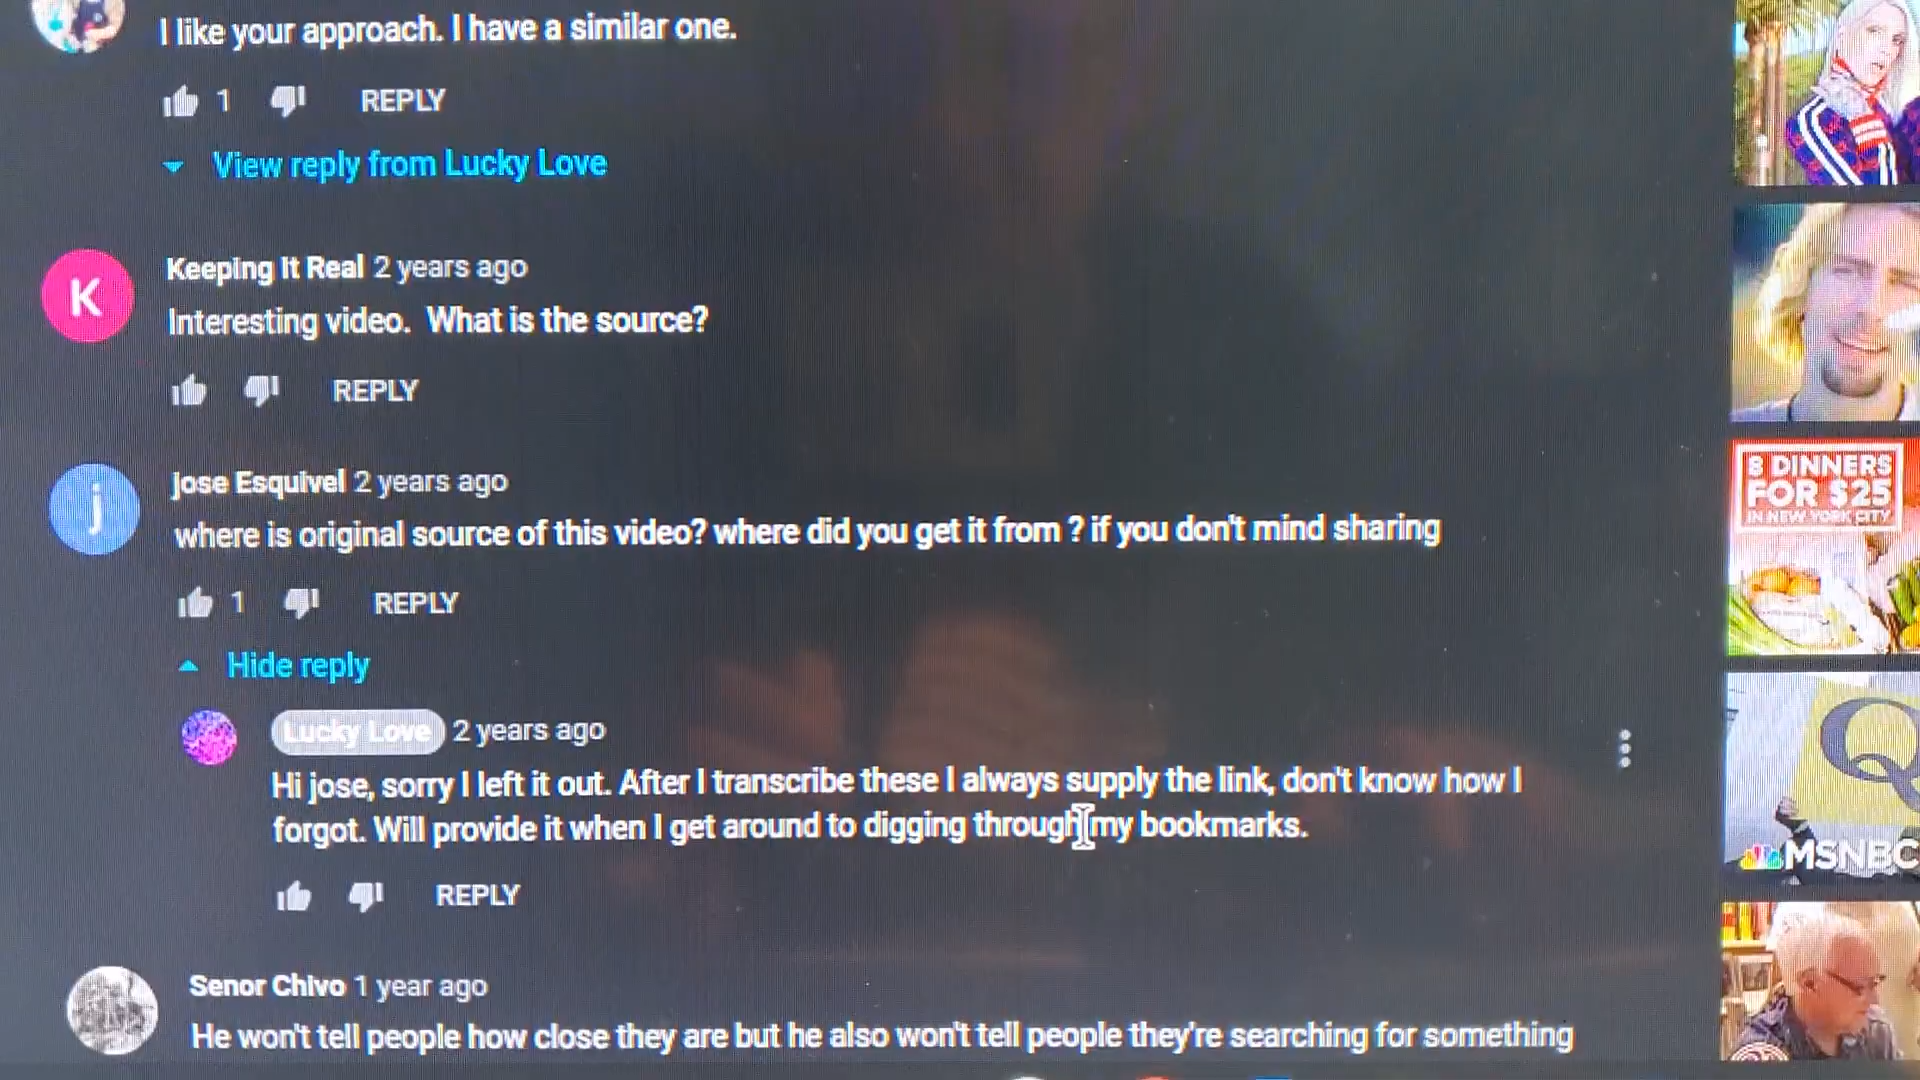 I like your approach. I have a similar one.
1 REPLY
View reply from Lucky Love
K
Keeping It Real 2 years ago
Interesting video. What is the source?
REPLY
j
jose Esquivel 2 years ago
where is original source of this video? where did you get it from ? if you don't mind sharing
1 REPLY
Hide reply
Lucky Love 2 years ago
Hi jose, sorry I left it out. After I transcribe these I always supply the link, don't know how I
forgot. Will provide it when I get around to digging through my bookmarks.
REPLY
Senor Chivo 1 year ago
He won't tell people how close they are but he also won't tell people they're searching for something
8 DINNERS
FOR $25
IN NEW YORK CITY
Q
MSNBC